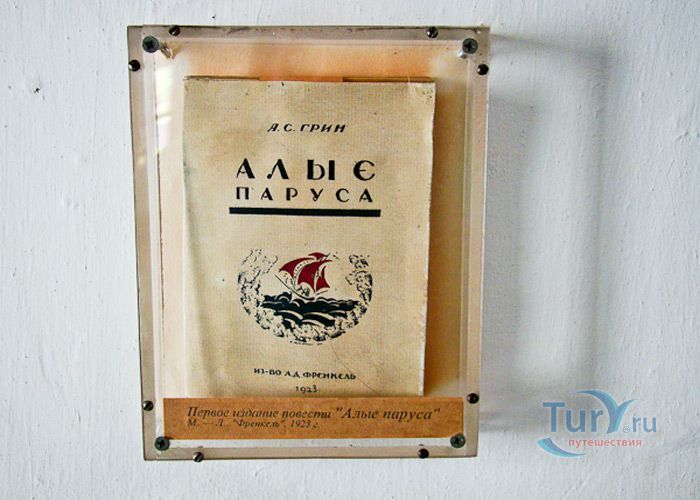 А.С. ГРИН
АЛЫЕ
ПАРУСА
ИЗ-ВО Л.Д. ФРЕНКЕЛЬ
1923
Первое издание повести "Алые паруса"
М. — Л., "Френкель", 1923 г.
Tury.ru
путешествия